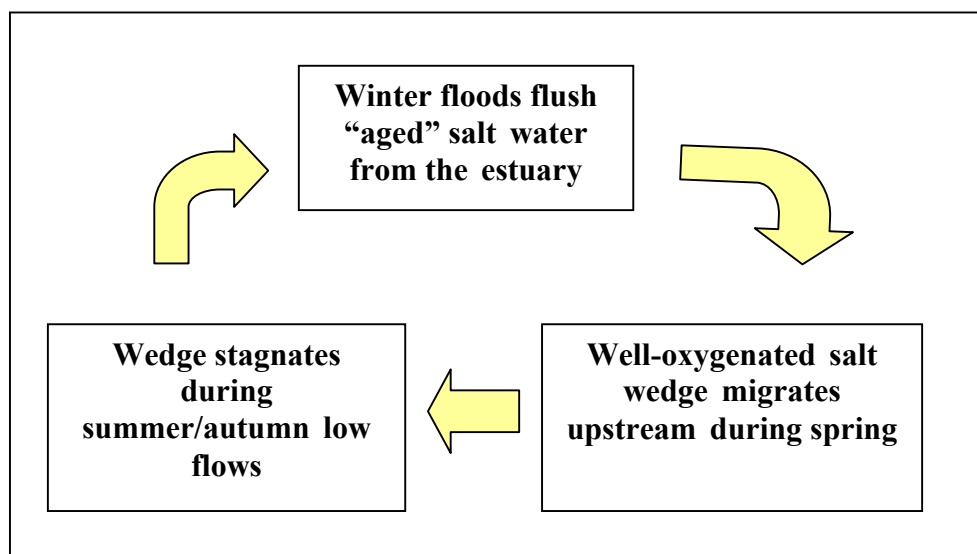 Winter floods flush
“aged” salt water
from the estuary
Well-oxygenated salt
wedge migrates
upstream during spring
Wedge stagnates
during
summer/autumn low
flows